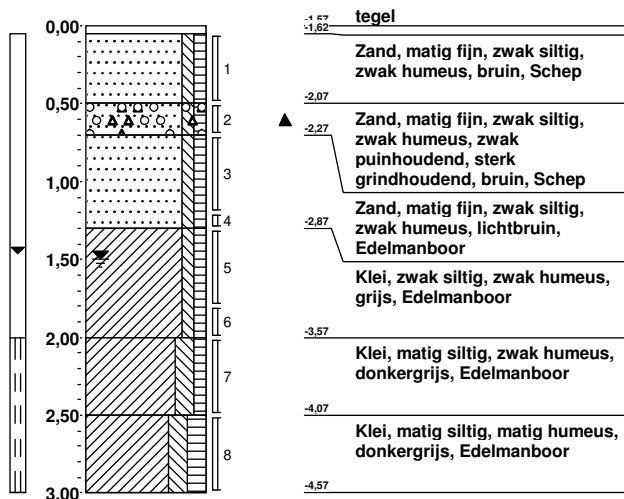 0,00
0,50
1,00
1,50
2,00
2,50
3,00
1
2
3
4
5
6
7
8
-1,57
tegel
-1,62
Zand, matig fijn, zwak siltig,
zwak humeus, bruin, Schep
-2,07
Zand, matig fijn, zwak siltig,
zwak humeus, zwak
puinhoudend, sterk
grindhoudend, bruin, Schep
-2,27
Zand, matig fijn, zwak siltig,
zwak humeus, lichtbruin,
Edelmanboor
-2,87
Klei, zwak siltig, zwak humeus,
grijs, Edelmanboor
-3,57
Klei, matig siltig, zwak humeus,
donkergrijs, Edelmanboor
-4,07
Klei, matig siltig, matig humeus,
donkergrijs, Edelmanboor
-4,57